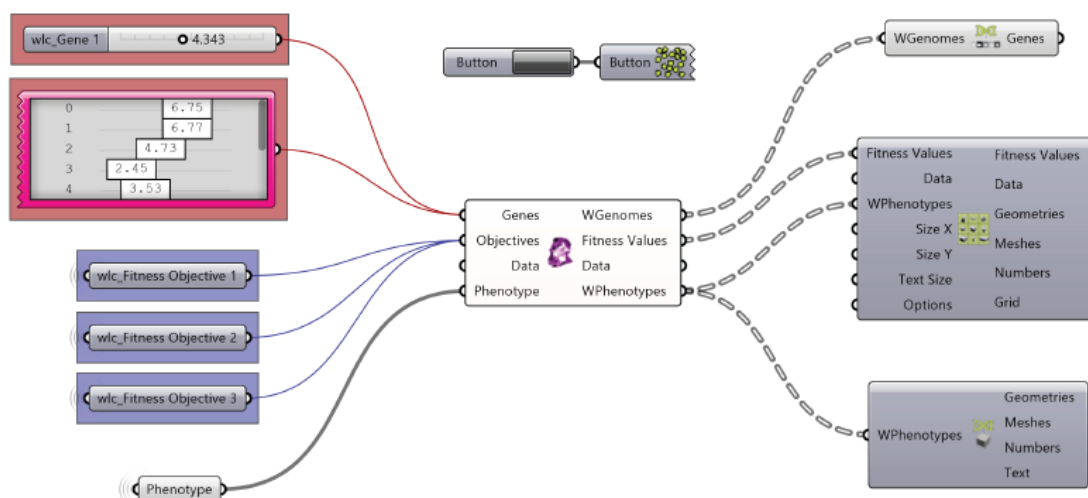 wlc_Gene 1
4.343
0 6.75
1 6.77
2 4.73
3 2.45
4 3.53
wlc_Fitness Objective 1
wlc_Fitness Objective 2
wlc_Fitness Objective 3
Phenotype
Button
Button
Genes WGenomes
Objectives Fitness Values
Data Data
Phenotype WPhenotypes
WGenomes Genes
Fitness Values Fitness Values
Data Data
WPhenotypes Geometries
Size X Meshes
Size Y Numbers
Text Size Grid
Options
WPhenotypes
Geometries
Meshes
Numbers
Text